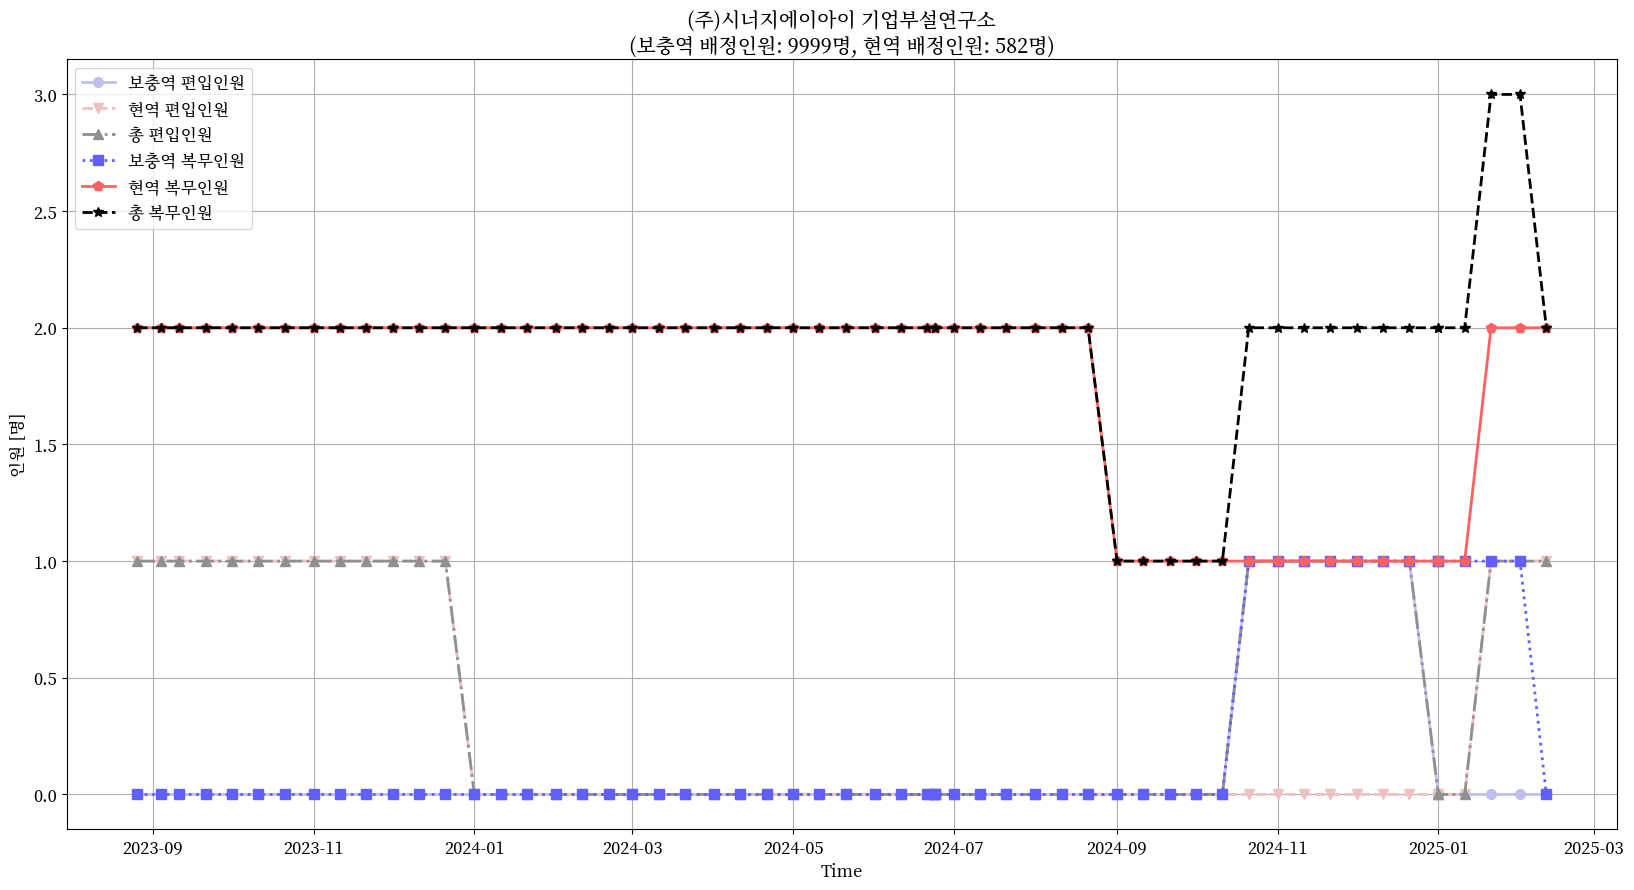 (주)시너지에이아이 기업부설연구소
(보충역 배정인원: 9999명, 현역 배정인원: 582명)
보충역 편입인원
현역 편입인원
총 편입인원
보충역 복무인원
현역 복무인원
총 복무인원
3.0
2.5
2.0
1.5
1.0
0.5
0.0
인원 [명]
2023-09
2023-11
2024-01
2024-03
2024-05
2024-07
2024-09
2024-11
2025-01
2025-03
Time